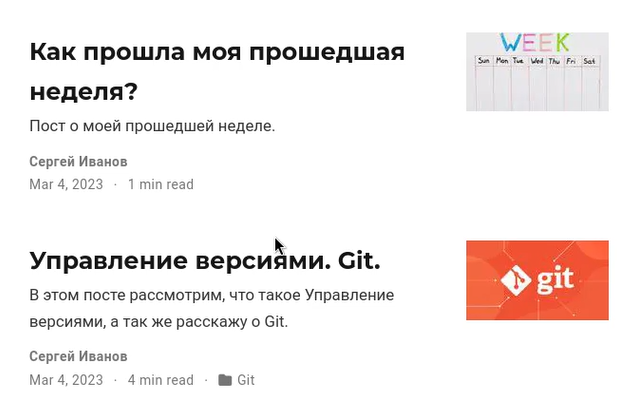 Как прошла моя прошедшая
неделя?
Пост о моей прошедшей неделе.
Сергей Иванов
Mar 4, 2023 · 1 min read
WEEK
Sun Mon Tue Wed Thu Fri Sat
Управление версиями. Git.
В этом посте рассмотрим, что такое Управление
версиями, а так же расскажу о Git.
Сергей Иванов
Mar 4, 2023 · 4 min read · Git
git